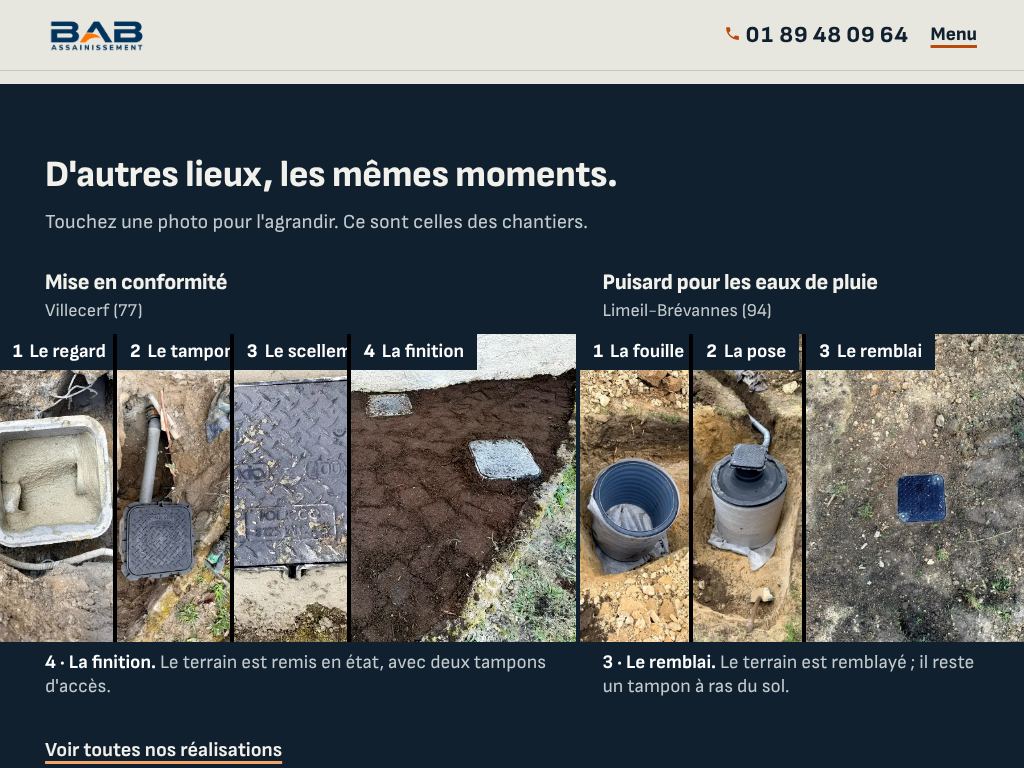 BAB
ASSAINISSEMENT
01 89 48 09 64
Menu
D'autres lieux, les mêmes moments.
Touchez une photo pour l'agrandir. Ce sont celles des chantiers.
Mise en conformité
Villecerf (77)
1 Le regard
2 Le tampon
3 Le scellem
4 La finition
4 · La finition. Le terrain est remis en état, avec deux tampons
d'accès.
Puisard pour les eaux de pluie
Limeil-Brévannes (94)
1 La fouille
2 La pose
3 Le remblai
3 · Le remblai. Le terrain est remblayé ; il reste
un tampon à ras du sol.
Voir toutes nos réalisations